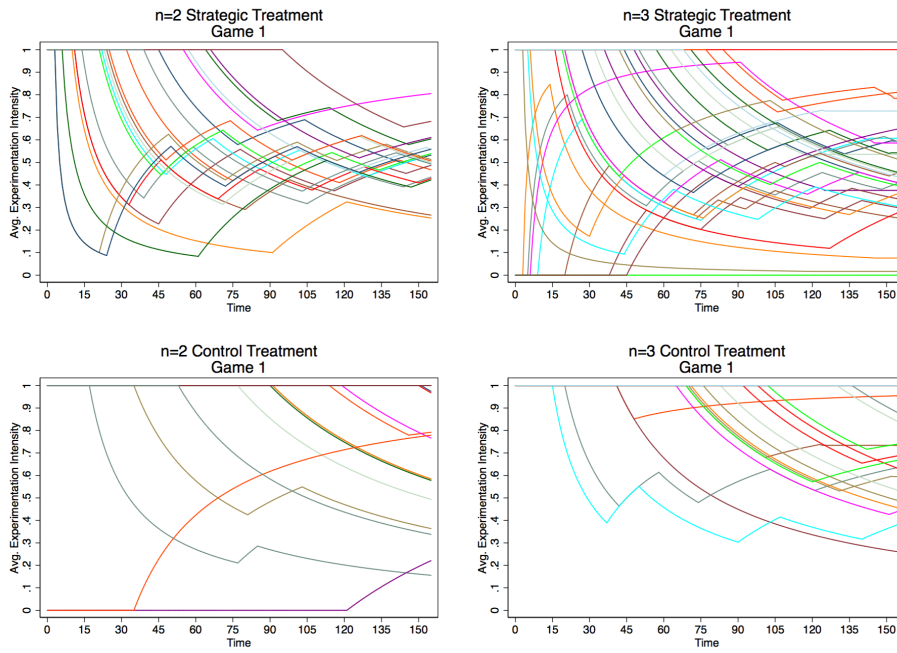 n=2 Strategic Treatment
Game 1
Avg. Experimentation Intensity
0 .1 .2 .3 .4 .5 .6 .7 .8 .9 1
0 15 30 45 60 75 90 105 120 135 155
Time
n=3 Strategic Treatment
Game 1
Avg. Experimentation Intensity
0 .1 .2 .3 .4 .5 .6 .7 .8 .9 1
0 15 30 45 60 75 90 105 120 135 155
Time
n=2 Control Treatment
Game 1
Avg. Experimentation Intensity
0 .1 .2 .3 .4 .5 .6 .7 .8 .9 1
0 15 30 45 60 75 90 105 120 135 155
Time
n=3 Control Treatment
Game 1
Avg. Experimentation Intensity
0 .1 .2 .3 .4 .5 .6 .7 .8 .9 1
0 15 30 45 60 75 90 105 120 135 155
Time